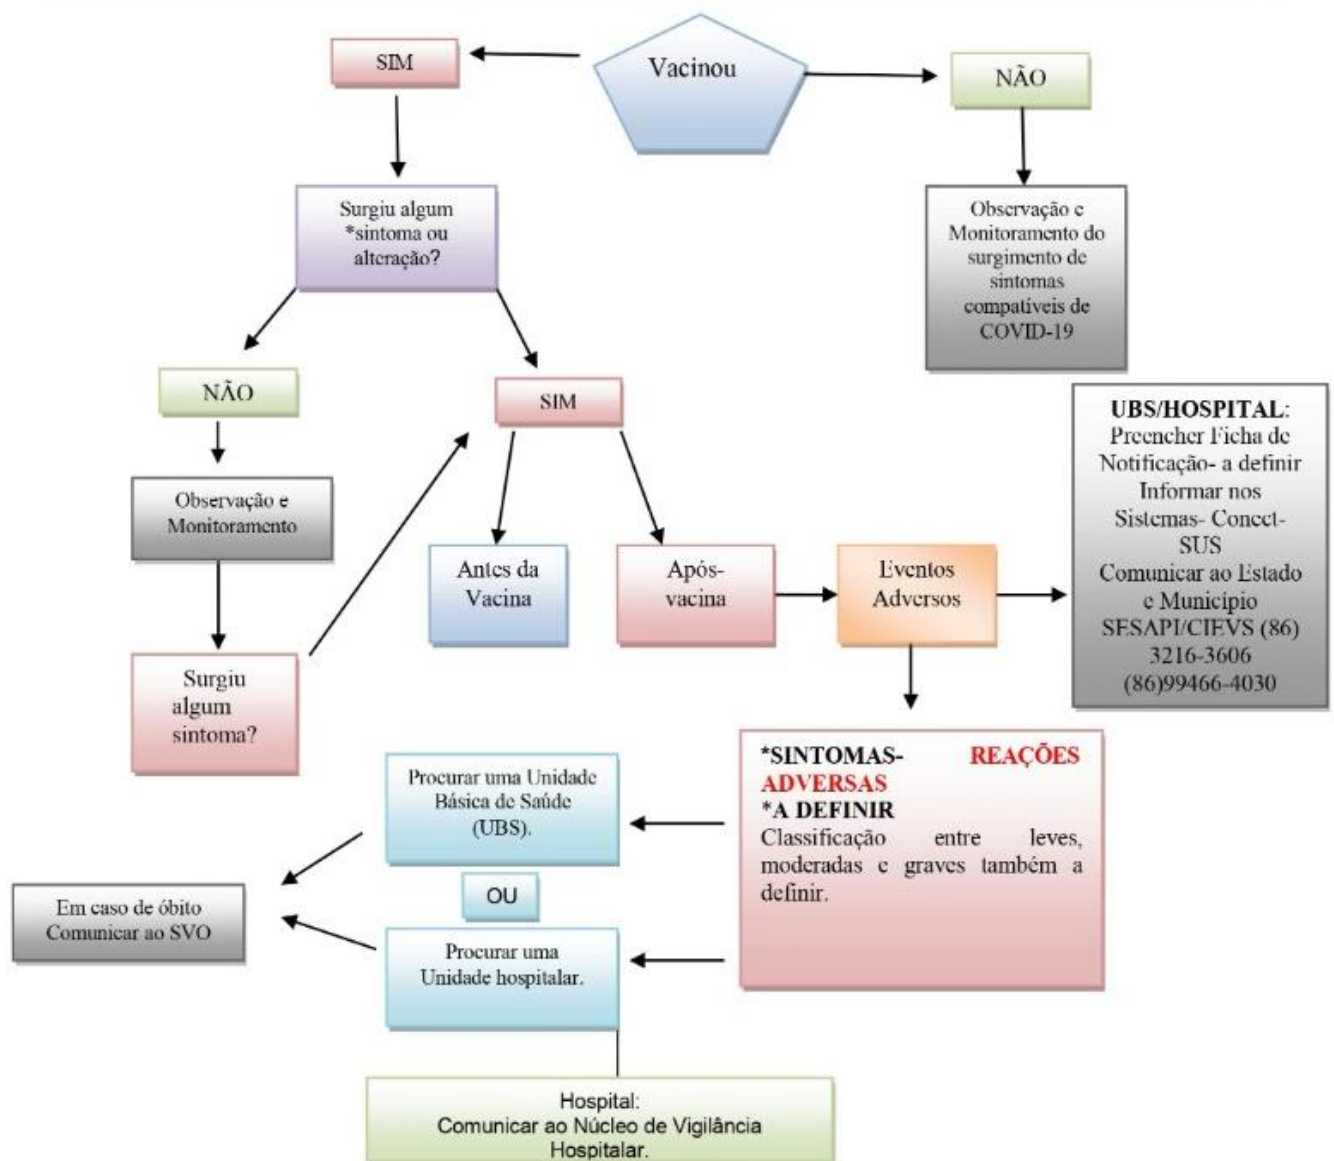 Vacinou
SIM
NÃO
Surgiu algum
*sintoma ou
alteração?
Observação e
Monitoramento do
surgimento de
sintomas
compatíveis de
COVID-19
NÃO
SIM
Observação e
Monitoramento
Surgiu
algum
sintoma?
Antes da
Vacina
Após-
vacina
Eventos
Adversos
UBS/HOSPITAL:
Preencher Ficha de
Notificação- a definir
Informar nos
Sistemas- Conect-
SUS
Comunicar ao Estado
e Município
SESAPI/CIEVS (86)
3216-3606
(86)99466-4030
*SINTOMAS- REAÇÕES
ADVERSAS
*A DEFINIR
Classificação entre leves,
moderadas e graves também a
definir.
Procurar uma Unidade
Básica de Saúde
(UBS).
OU
Procurar uma
Unidade hospitalar.
Em caso de óbito
Comunicar ao SVO
Hospital:
Comunicar ao Núcleo de Vigilância
Hospitalar.